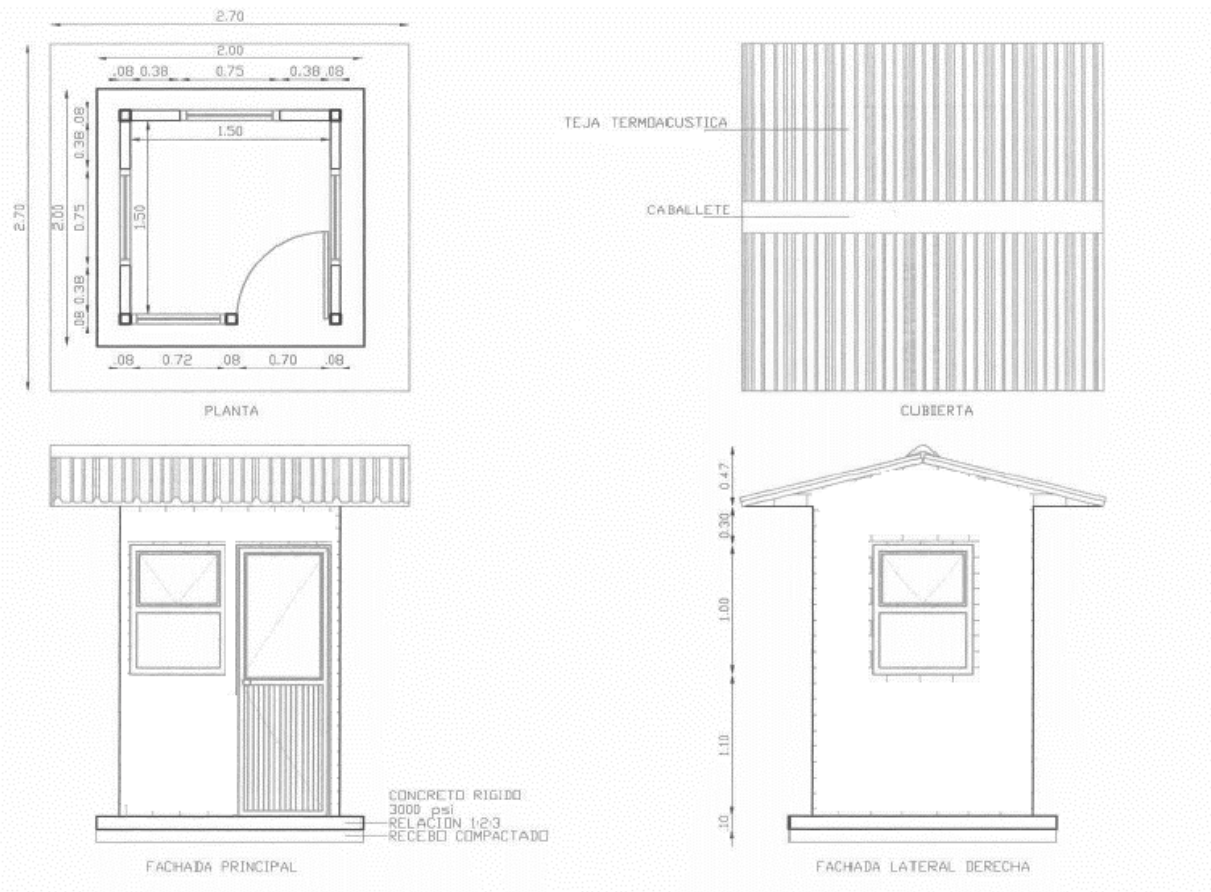 2.70
2.00
.08 0.38 0.75 0.38 .08
2.70
2.00
.08
0.38
0.75
0.38
.08
1.50
1.50
.08 0.72 .08 0.70 .08
PLANTA
TEJA TERMOACUSTICA
CABALLETE
CUBIERTA
CONCRETO RIGIDO
3000 psi
RELACION 1:2:3
RECEBO COMPACTADO
FACHADA PRINCIPAL
0.47
0.30
1.00
1.10
.10
FACHADA LATERAL DERECHA